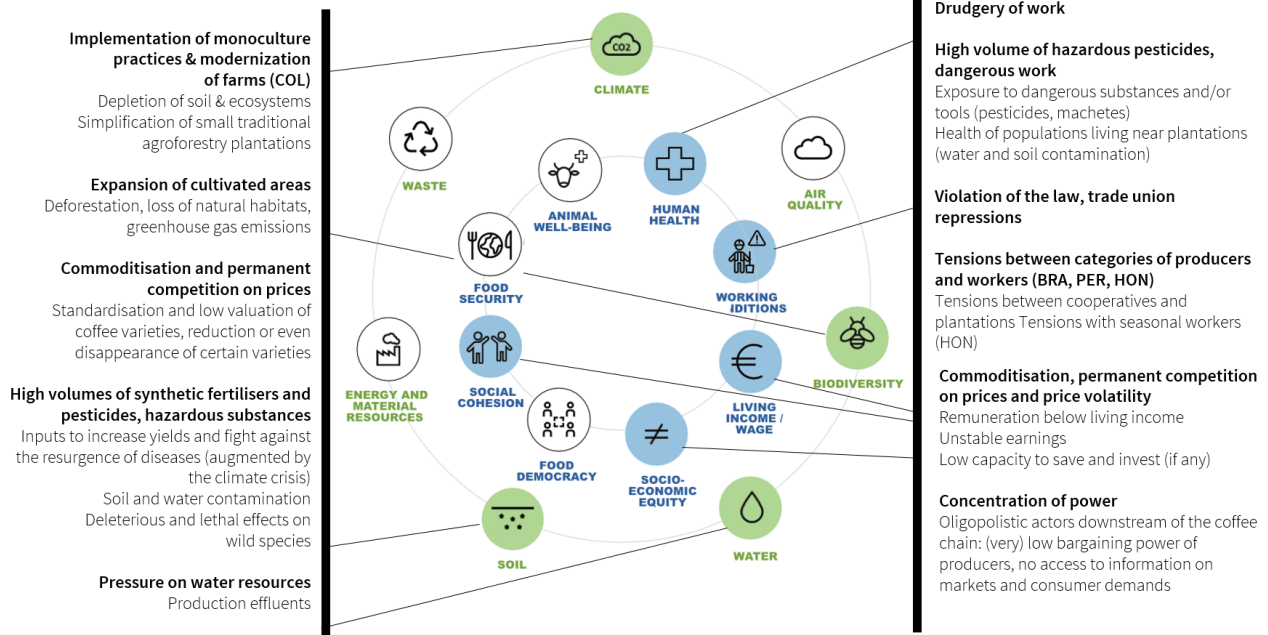 Implementation of monoculture
practices & modernization
of farms (COL)
Depletion of soil & ecosystems
Simplification of small traditional
agroforestry plantations
Expansion of cultivated areas
Deforestation, loss of natural habitats,
greenhouse gas emissions
Commoditisation and permanent
competition on prices
Standardisation and low valuation of
coffee varieties, reduction or even
disappearance of certain varieties
High volumes of synthetic fertilisers and
pesticides, hazardous substances
Inputs to increase yields and fight against
the resurgence of diseases (augmented by
the climate crisis)
Soil and water contamination
Deleterious and lethal effects on
wild species
Pressure on water resources
Production effluents
CO2
CLIMATE
WASTE
ANIMAL
WELL-BEING
HUMAN
HEALTH
AIR
QUALITY
FOOD
SECURITY
WORKING
IDITIONS
ENERGY AND
MATERIAL
RESOURCES
SOCIAL
COHESION
LIVING
INCOME /
WAGE
BIODIVERSITY
FOOD
DEMOCRACY
SOCIO-
ECONOMIC
EQUITY
SOIL
WATER
Drudgery of work
High volume of hazardous pesticides,
dangerous work
Exposure to dangerous substances and/or
tools (pesticides, machetes)
Health of populations living near plantations
(water and soil contamination)
Violation of the law, trade union
repressions
Tensions between categories of producers
and workers (BRA, PER, HON)
Tensions between cooperatives and
plantations Tensions with seasonal workers
(HON)
Commoditisation, permanent competition
on prices and price volatility
Remuneration below living income
Unstable earnings
Low capacity to save and invest (if any)
Concentration of power
Oligopolistic actors downstream of the coffee
chain: (very) low bargaining power of
producers, no access to information on
markets and consumer demands